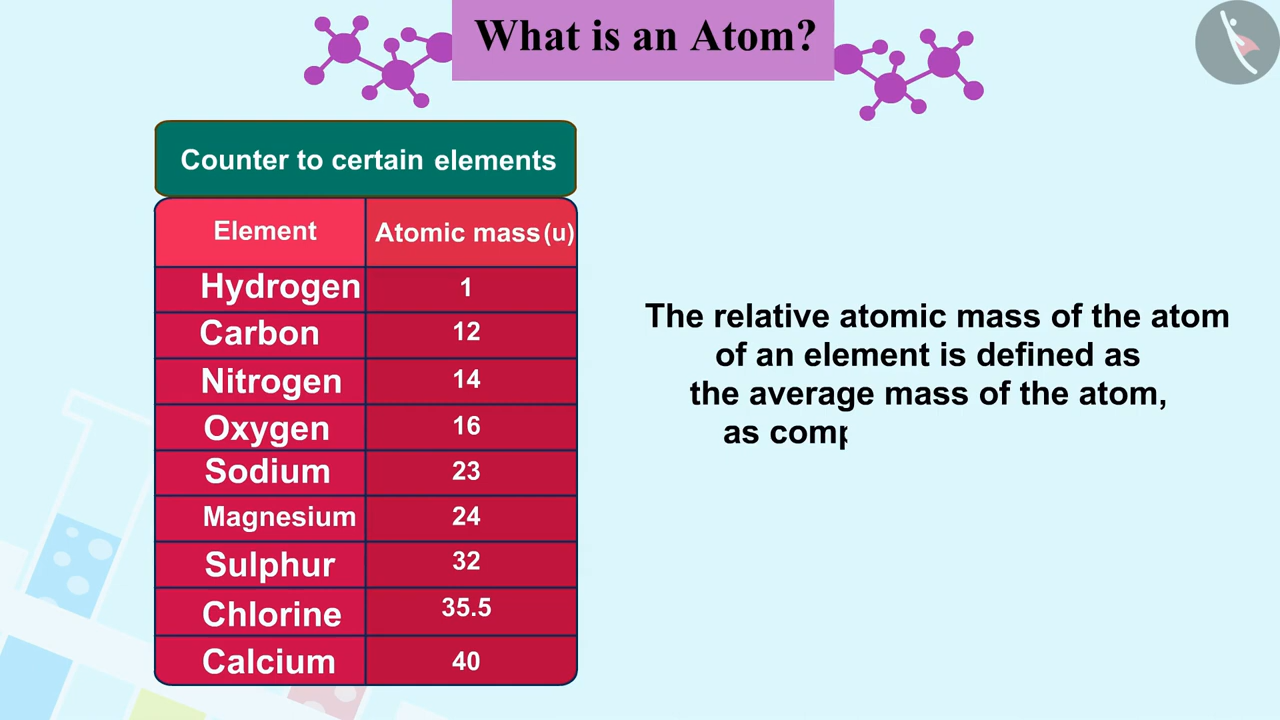 What is an Atom?
Counter to certain elements
Element Atomic mass (u)
Hydrogen 1
Carbon 12
Nitrogen 14
Oxygen 16
Sodium 23
Magnesium 24
Sulphur 32
Chlorine 35.5
Calcium 40
The relative atomic mass of the atom
of an element is defined as
the average mass of the atom,
as comp